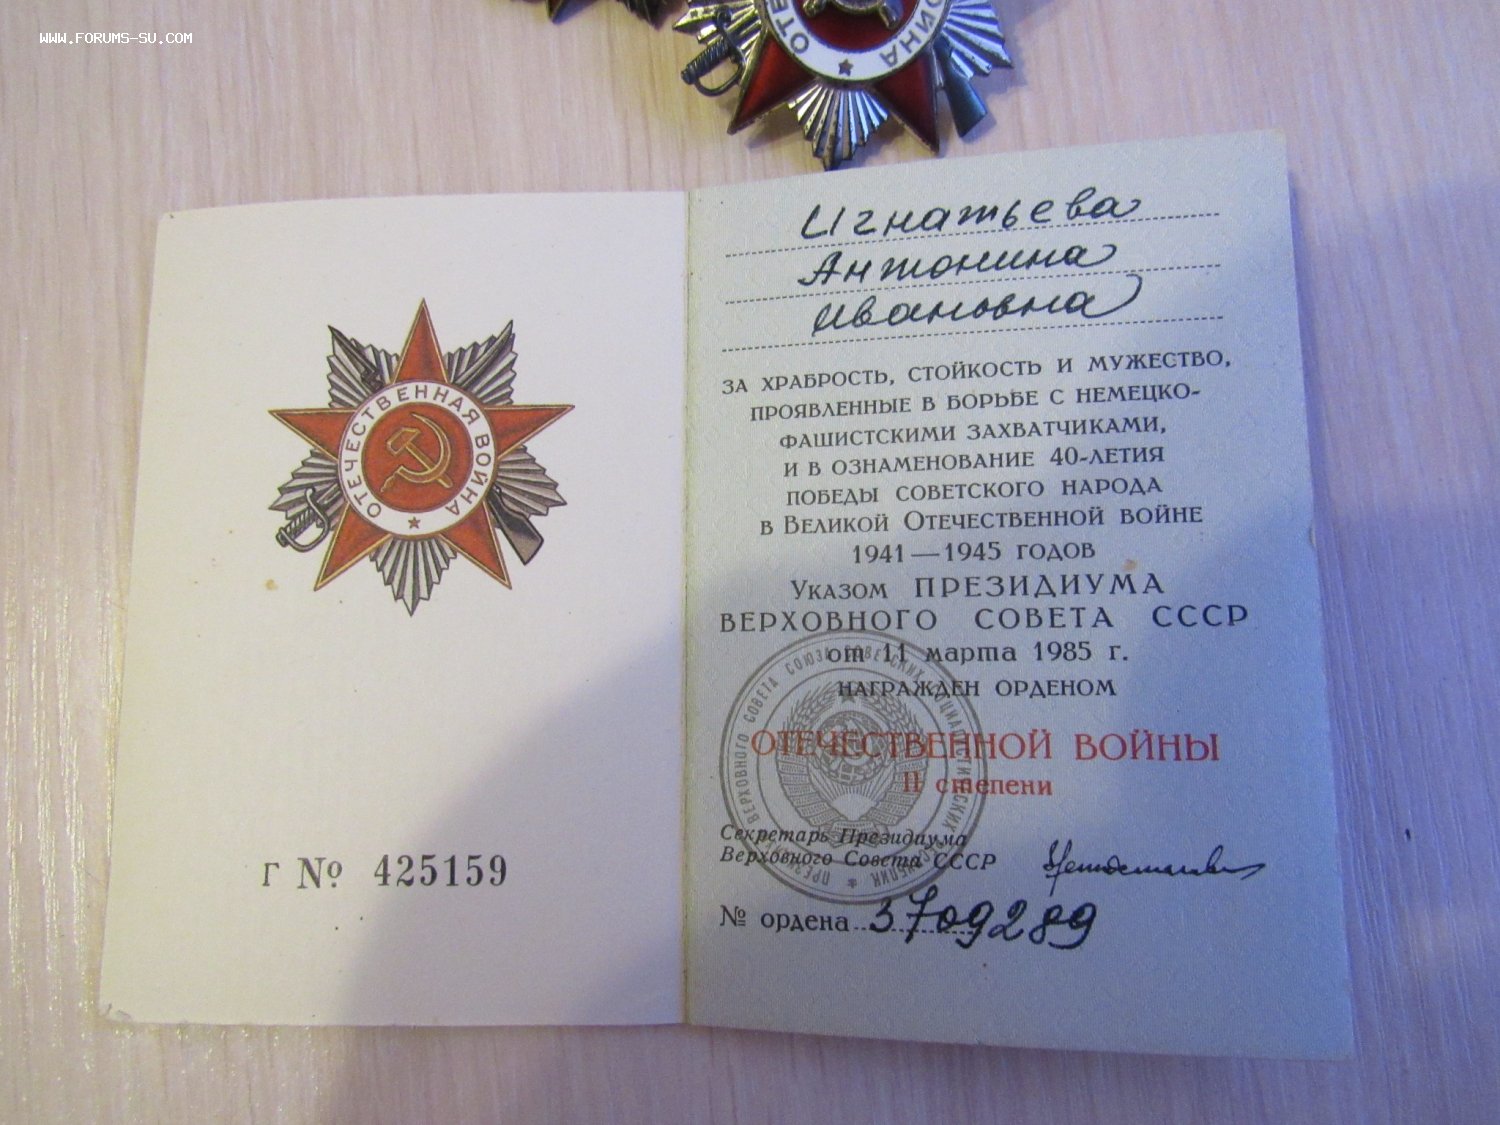 WWW.FORUMS-SU.COM
ОТЕ ОЙНА
ОТЕЧЕСТВЕННАЯ ВОЙНА
Г № 425159
Игнатьева
Антонина
Ивановна
ЗА ХРАБРОСТЬ, СТОЙКОСТЬ И МУЖЕСТВО,
ПРОЯВЛЕННЫЕ В БОРЬБЕ С НЕМЕЦКО-
ФАШИСТСКИМИ ЗАХВАТЧИКАМИ,
И В ОЗНАМЕНОВАНИЕ 40-ЛЕТИЯ
ПОБЕДЫ СОВЕТСКОГО НАРОДА
В ВЕЛИКОЙ ОТЕЧЕСТВЕННОЙ ВОЙНЕ
1941—1945 ГОДОВ
УКАЗОМ ПРЕЗИДИУМА
ВЕРХОВНОГО СОВЕТА СССР
от 11 марта 1985 г.
НАГРАЖДЕН ОРДЕНОМ
ОТЕЧЕСТВЕННОЙ ВОЙНЫ
II степени
Секретарь Президиума
Верховного Совета СССР
№ ордена 3709289